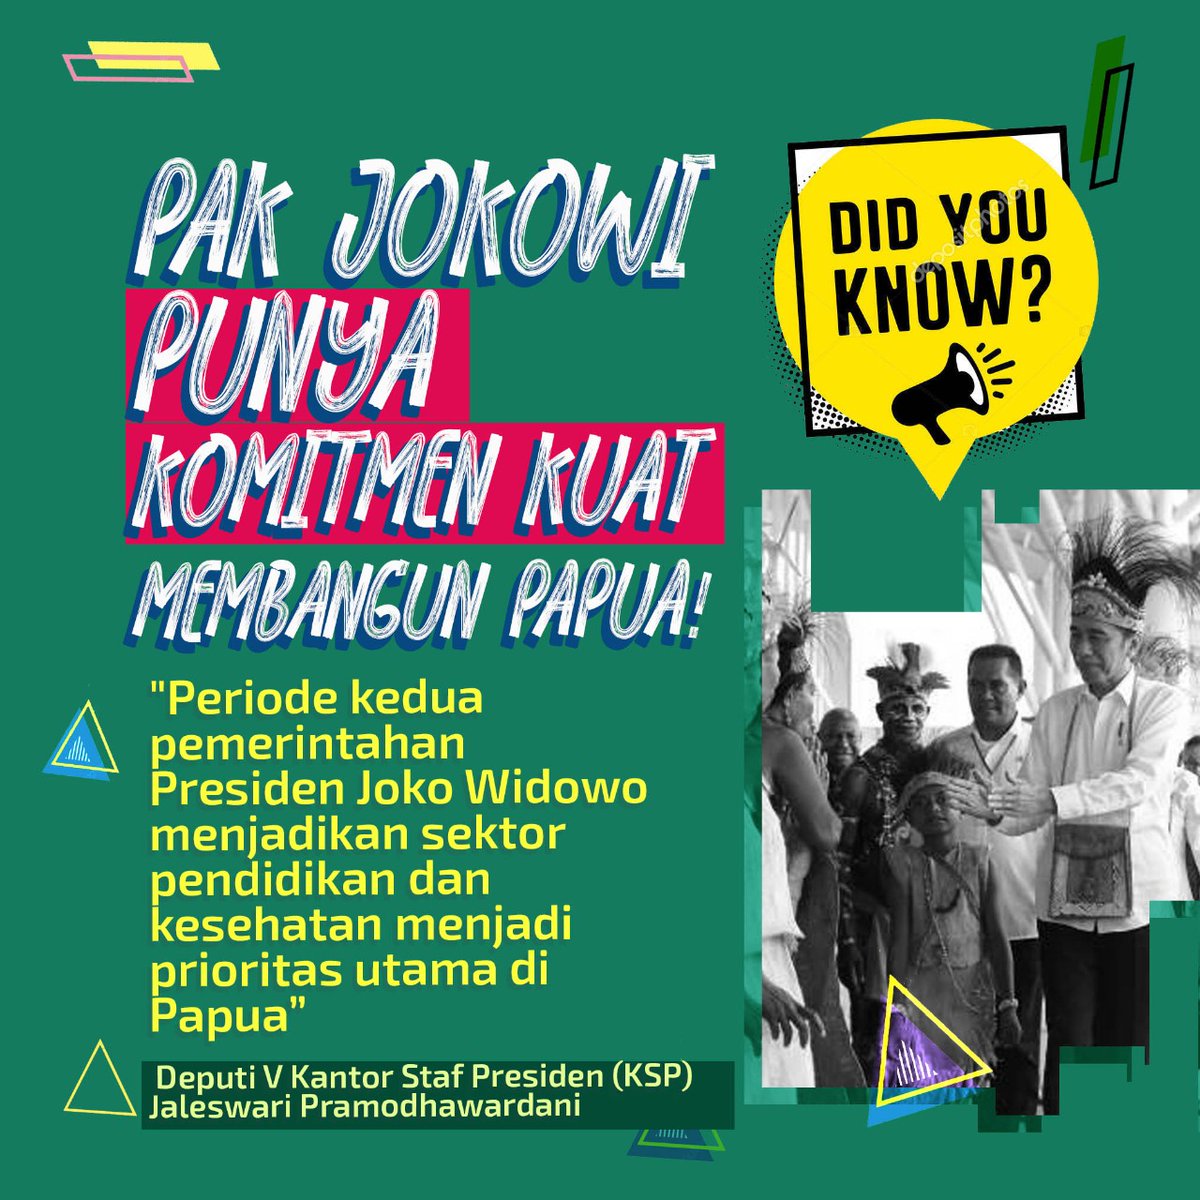 PAK JOKOWI
PUNYA
KOMITMEN KUAT
MEMBANGUN PAPUA!
DID YOU
KNOW?
depositphotos
"Periode kedua
pemerintahan
Presiden Joko Widowo
menjadikan sektor
pendidikan dan
kesehatan menjadi
prioritas utama di
Papua”
Deputi V Kantor Staf Presiden (KSP)
Jaleswari Pramodhawardani